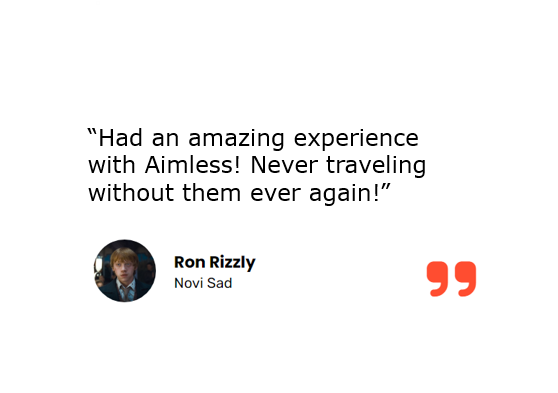 “Had an amazing experience
with Aimless! Never traveling
without them ever again!”
Ron Rizzly
Novi Sad